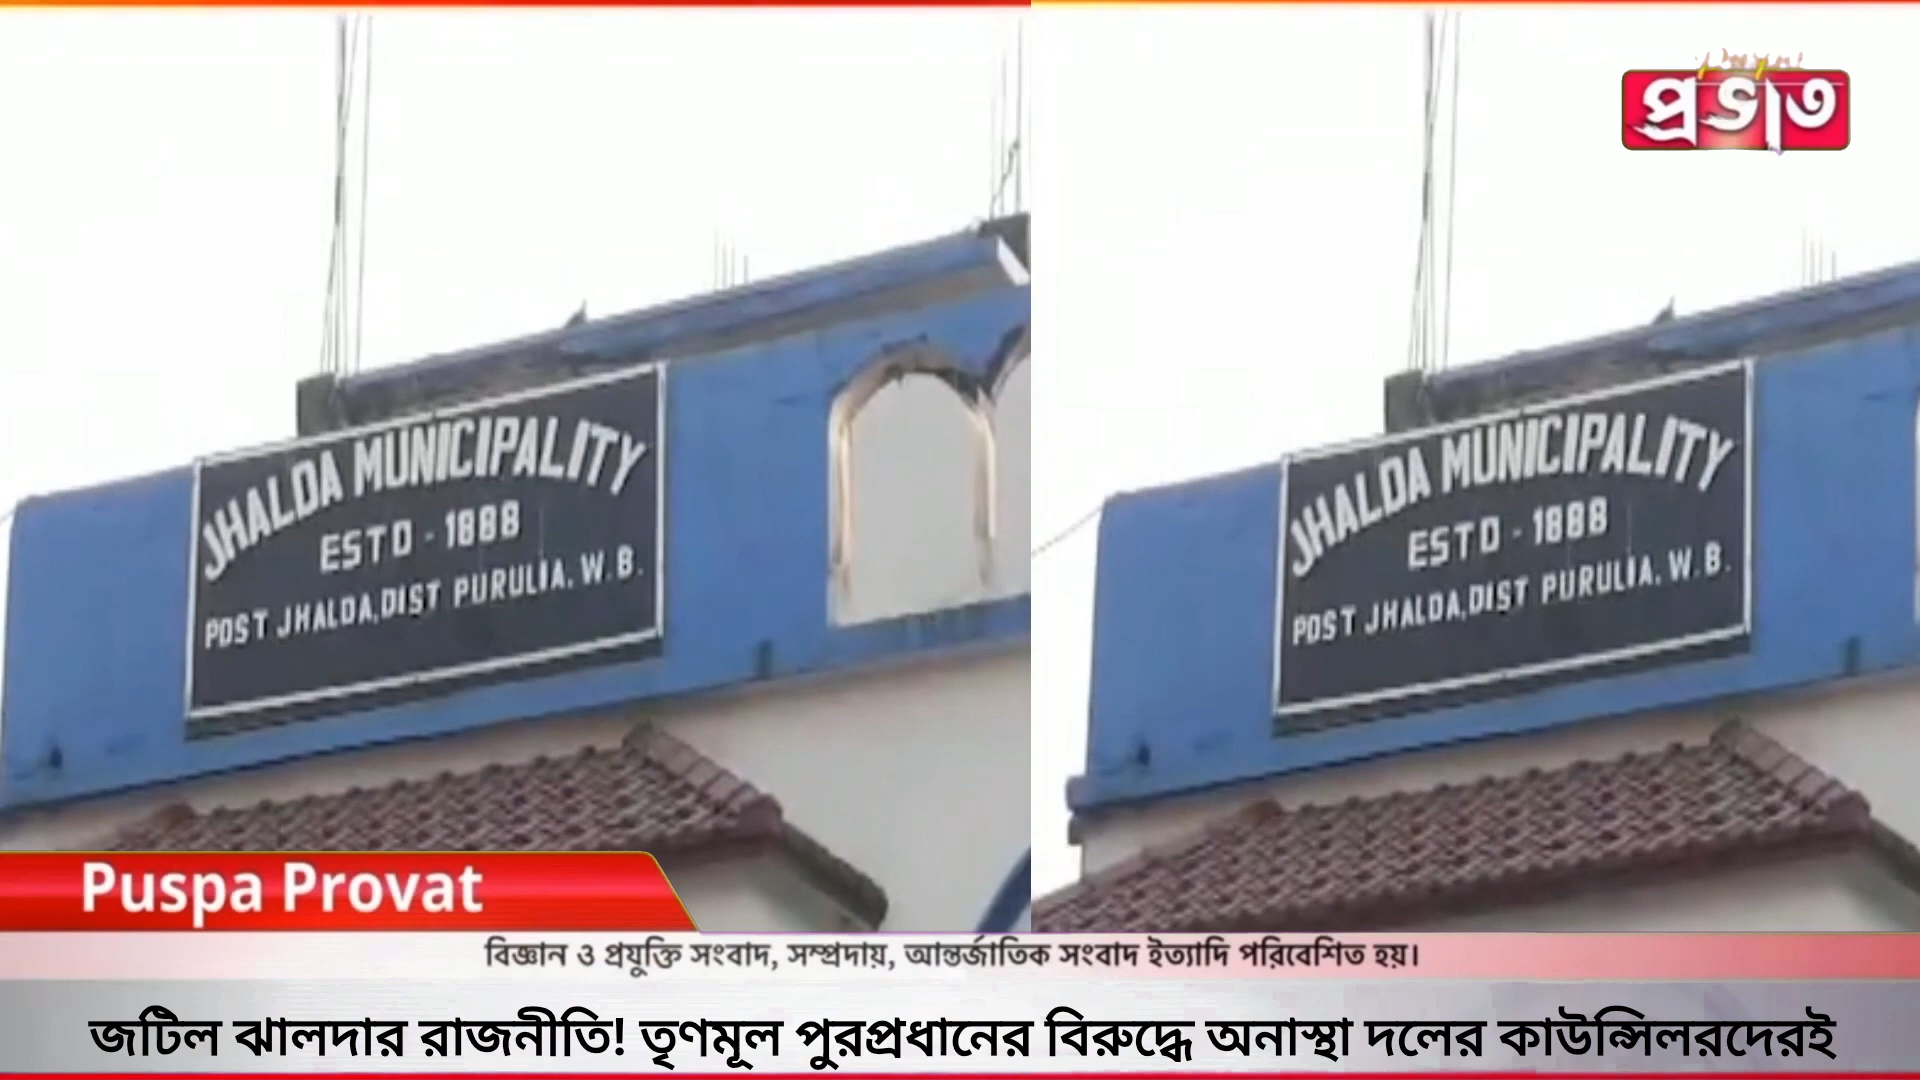 প্রভাত
JHALDA MUNICIPALITY
ESTD - 1888
POST JHALDA, DIST PURULIA. W. B.
JHALDA MUNICIPALITY
ESTD - 1888
POST JHALDA, DIST PURULIA. W. B.
Puspa Provat
বিজ্ঞান ও প্রযুক্তি সংবাদ, সম্প্রদায়, আন্তর্জাতিক সংবাদ ইত্যাদি পরিবেশিত হয়।
জটিল ঝালদার রাজনীতি! তৃণমূল পুরপ্রধানের বিরুদ্ধে অনাস্থা দলের কাউন্সিলরদেরই